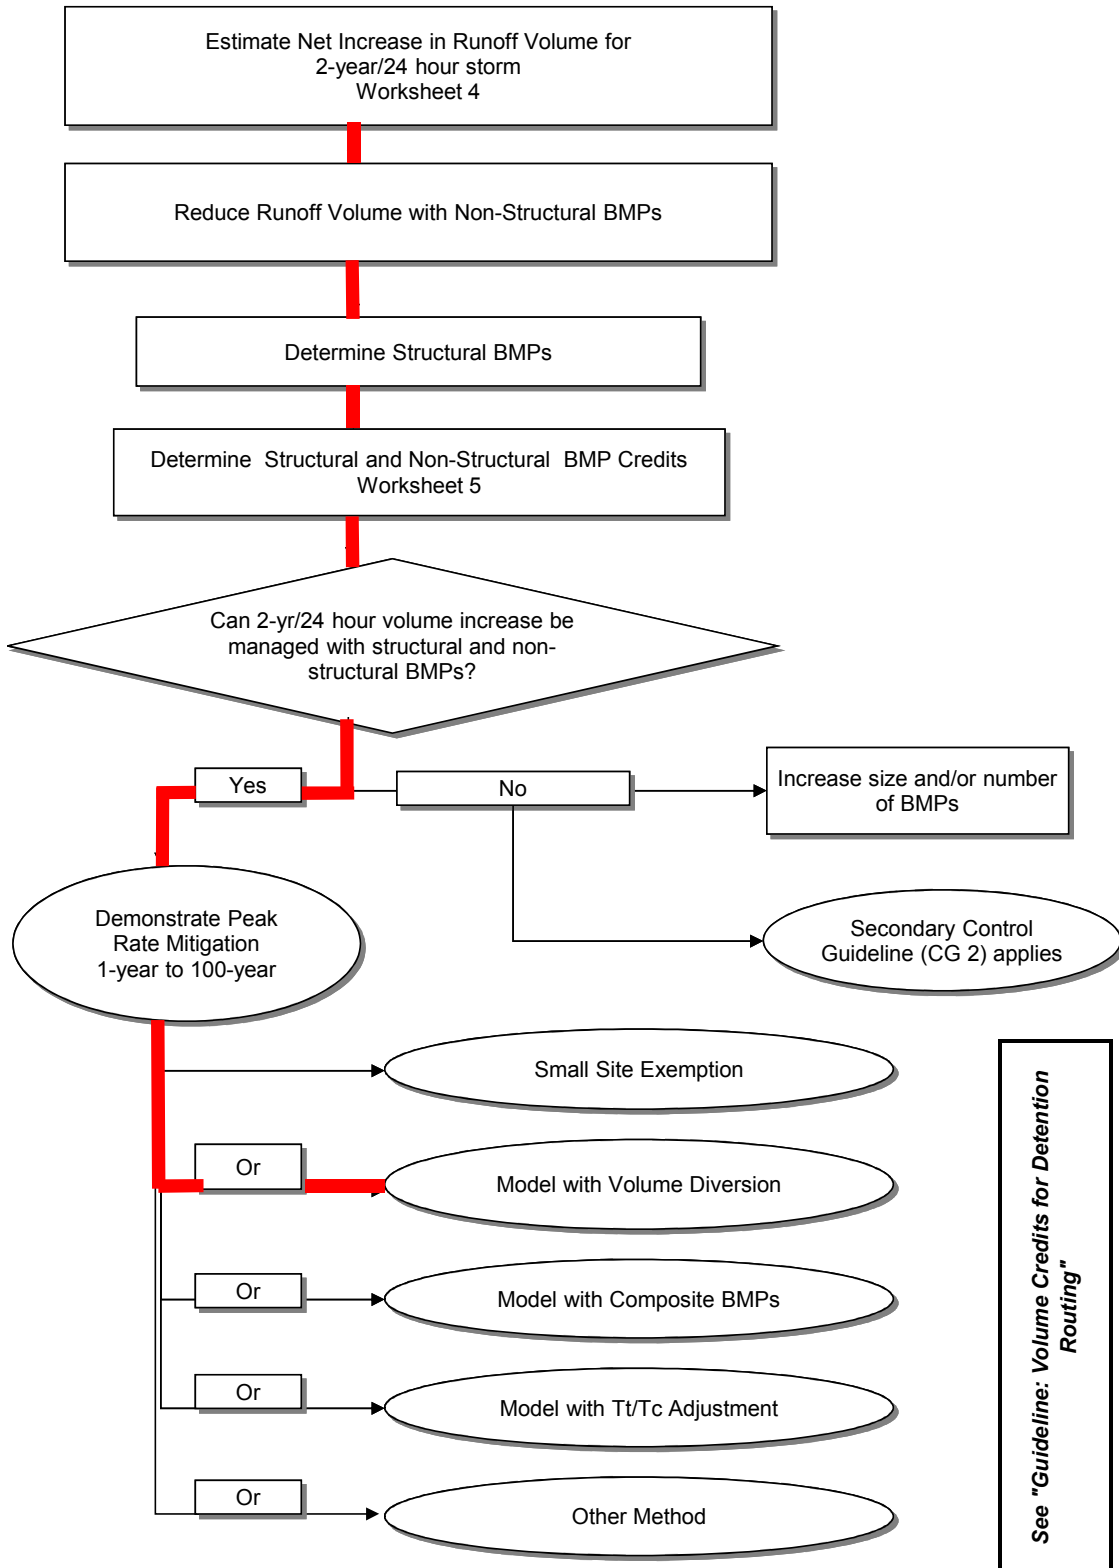 Estimate Net Increase in Runoff Volume for
2-year/24 hour storm
Worksheet 4
Reduce Runoff Volume with Non-Structural BMPs
Determine Structural BMPs
Determine Structural and Non-Structural BMP Credits
Worksheet 5
Can 2-yr/24 hour volume increase be
managed with structural and non-
structural BMPs?
Yes
No
Increase size and/or number
of BMPs
Demonstrate Peak
Rate Mitigation
1-year to 100-year
Secondary Control
Guideline (CG 2) applies
Small Site Exemption
Or
Model with Volume Diversion
Or
Model with Composite BMPs
Or
Model with Tt/Tc Adjustment
Or
Other Method
See "Guideline: Volume Credits for Detention
Routing"